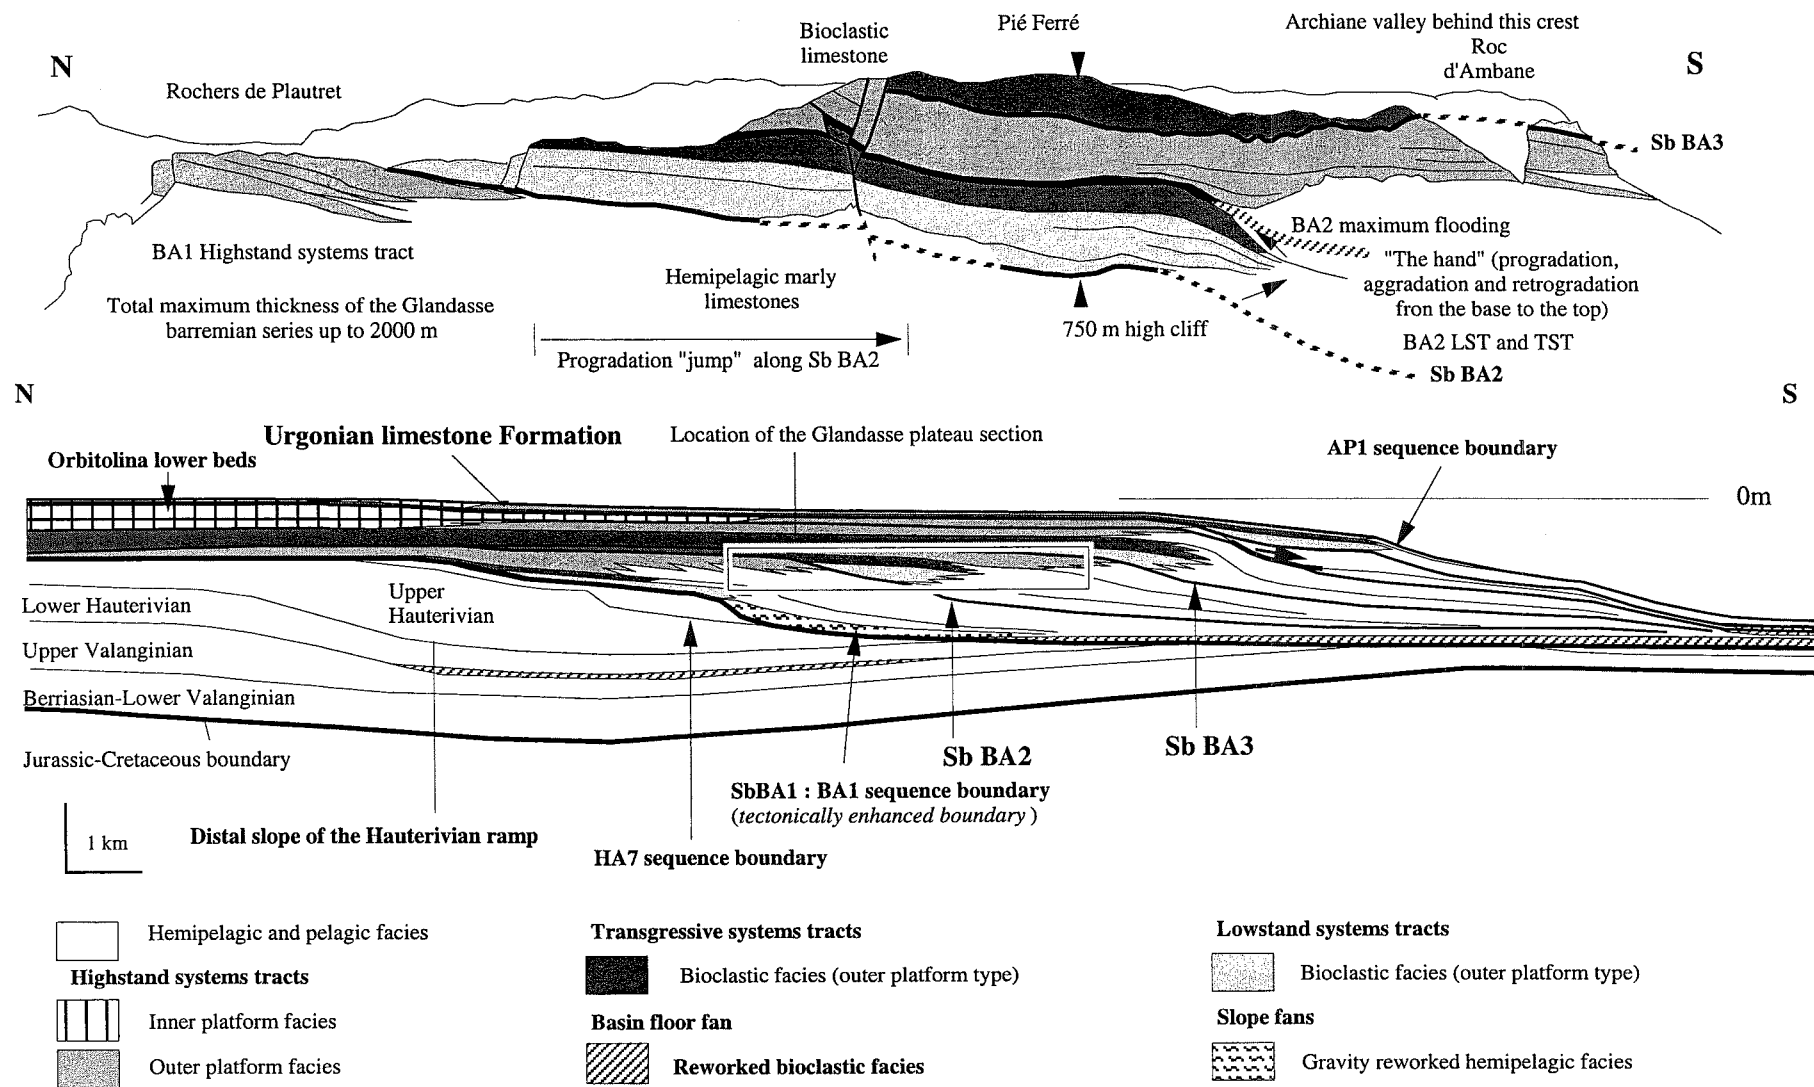 N
Rochers de Plautret
Bioclastic
limestone
Pié Ferré
Archiane valley behind this crest
Roc
d'Ambane
S
Sb BA3
BA1 Highstand systems tract
Total maximum thickness of the Glandasse
barremian series up to 2000 m
Hemipelagic marly
limestones
Progradation "jump" along Sb BA2
750 m high cliff
BA2 maximum flooding
"The hand" (progradation,
aggradation and retrogradation
fron the base to the top)
BA2 LST and TST
Sb BA2
N
S
Urgonian limestone Formation
Location of the Glandasse plateau section
Orbitolina lower beds
AP1 sequence boundary
0m
Lower Hauterivian
Upper
Hauterivian
Upper Valanginian
Berriasian-Lower Valanginian
Jurassic-Cretaceous boundary
Sb BA2
Sb BA3
SbBA1 : BA1 sequence boundary
(tectonically enhanced boundary )
1 km
Distal slope of the Hauterivian ramp
HA7 sequence boundary
Hemipelagic and pelagic facies
Highstand systems tracts
Inner platform facies
Outer platform facies
Transgressive systems tracts
Bioclastic facies (outer platform type)
Basin floor fan
Reworked bioclastic facies
Lowstand systems tracts
Bioclastic facies (outer platform type)
Slope fans
Gravity reworked hemipelagic facies